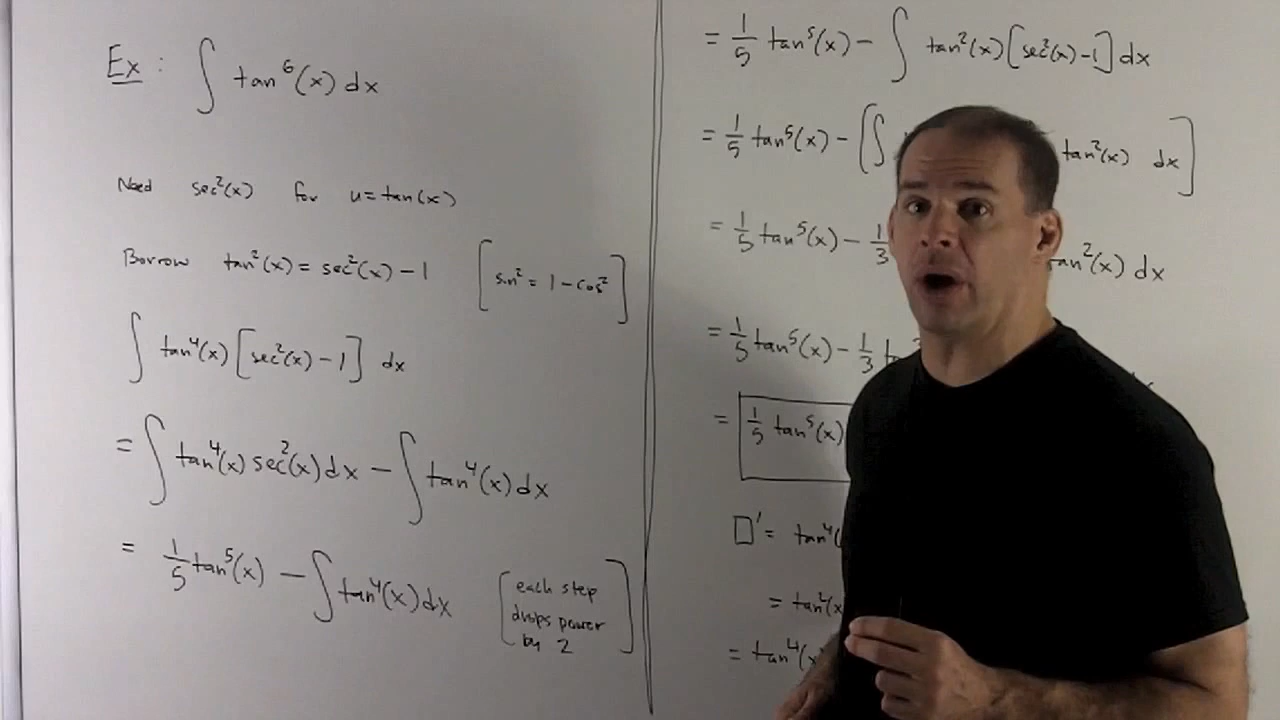 Ex : ∫ tan⁶(x) dx
Need sec²(x) for u = tan(x)
Borrow tan²(x) = sec²(x) − 1 [sin² = 1 − cos²]
∫ tan⁴(x) [sec²(x) − 1] dx
= ∫ tan⁴(x) sec²(x) dx − ∫ tan⁴(x) dx
= 1/5 tan⁵(x) − ∫ tan⁴(x) dx
[each step
drops power
by 2]
= 1/5 tan⁵(x) − ∫ tan²(x) [sec²(x) − 1] dx
= 1/5 tan⁵(x) − [∫ tan²(x) dx]
= 1/5 tan⁵(x) − 1/3 tan²(x) dx
= 1/5 tan⁵(x) − 1/3
= 1/5 tan⁵(x)
□' = tan⁴(
= tan²(x
= tan⁴(x